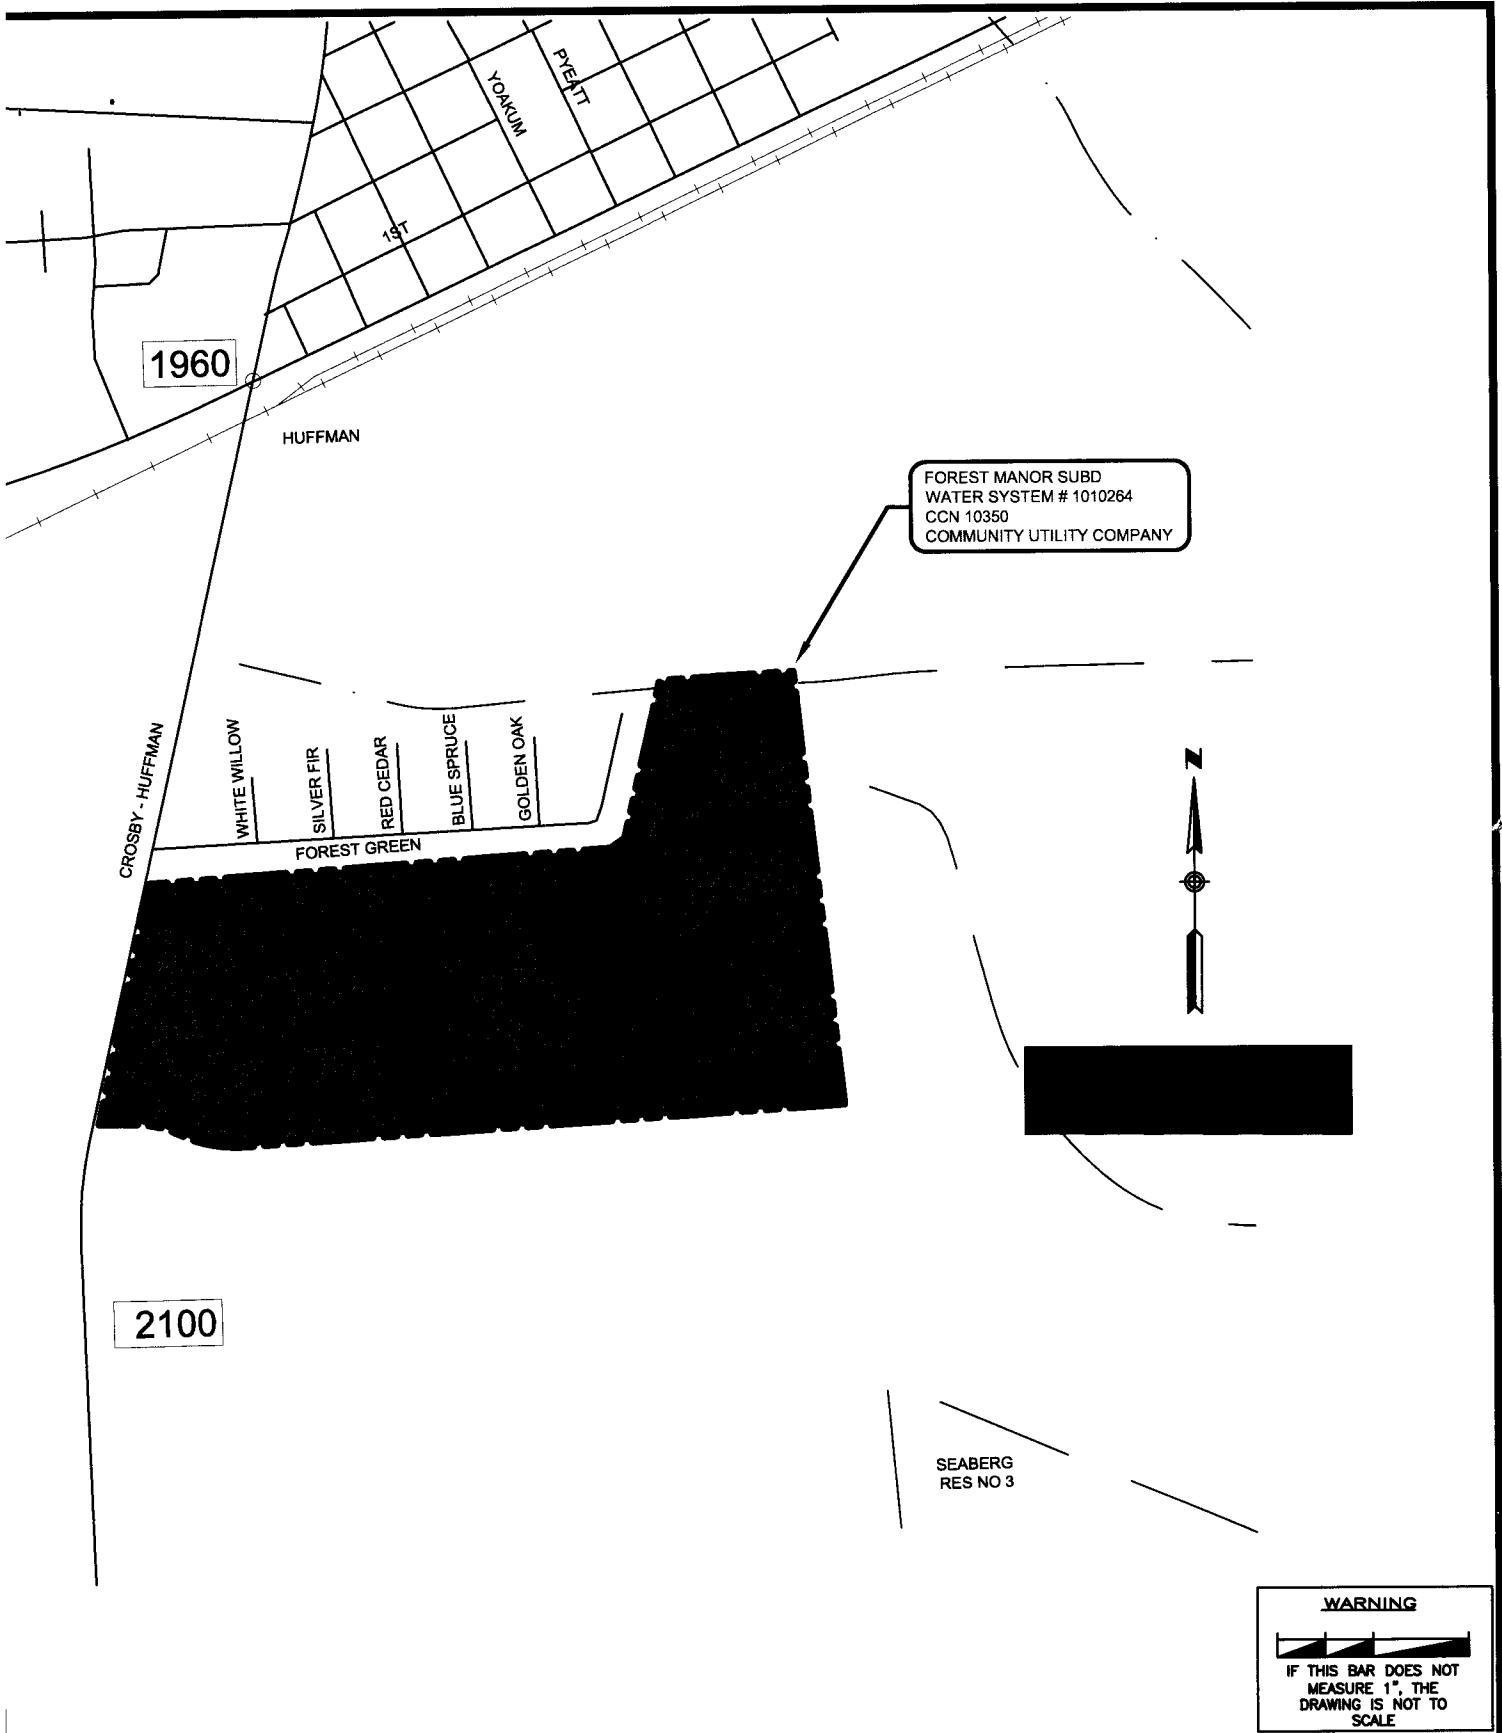 PYEATT
YOAKUM
1ST
1960
HUFFMAN
FOREST MANOR SUBD
WATER SYSTEM # 1010264
CCN 10350
COMMUNITY UTILITY COMPANY
CROSBY - HUFFMAN
WHITE WILLOW
SILVER FIR
RED CEDAR
BLUE SPRUCE
GOLDEN OAK
FOREST GREEN
N
2100
SEABERG
RES NO 3
WARNING
IF THIS BAR DOES NOT
MEASURE 1", THE
DRAWING IS NOT TO
SCALE